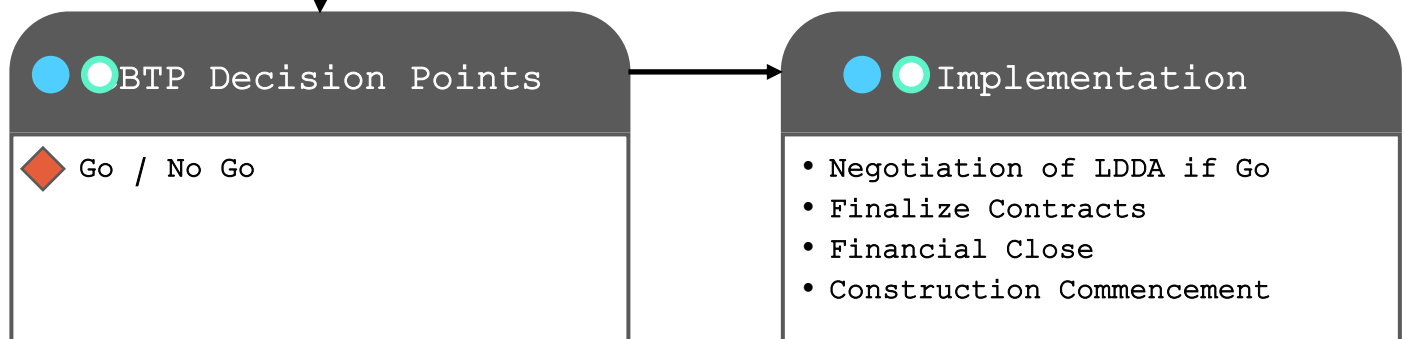 BTP Decision Points
Go / No Go
Implementation
• Negotiation of LDDA if Go
• Finalize Contracts
• Financial Close
• Construction Commencement